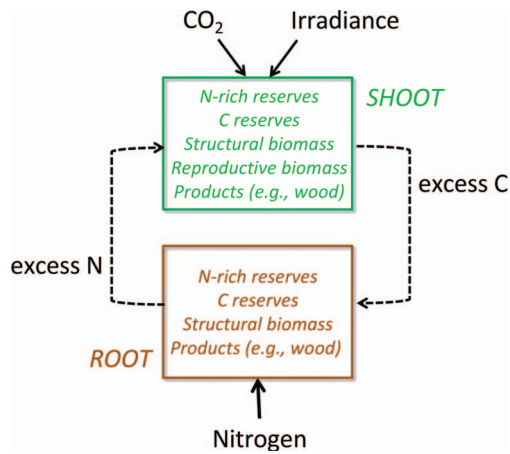 CO₂ Irradiance
N-rich reserves
C reserves
Structural biomass
Reproductive biomass
Products (e.g., wood)
SHOOT
excess C
excess N
N-rich reserves
C reserves
Structural biomass
Products (e.g., wood)
ROOT
Nitrogen